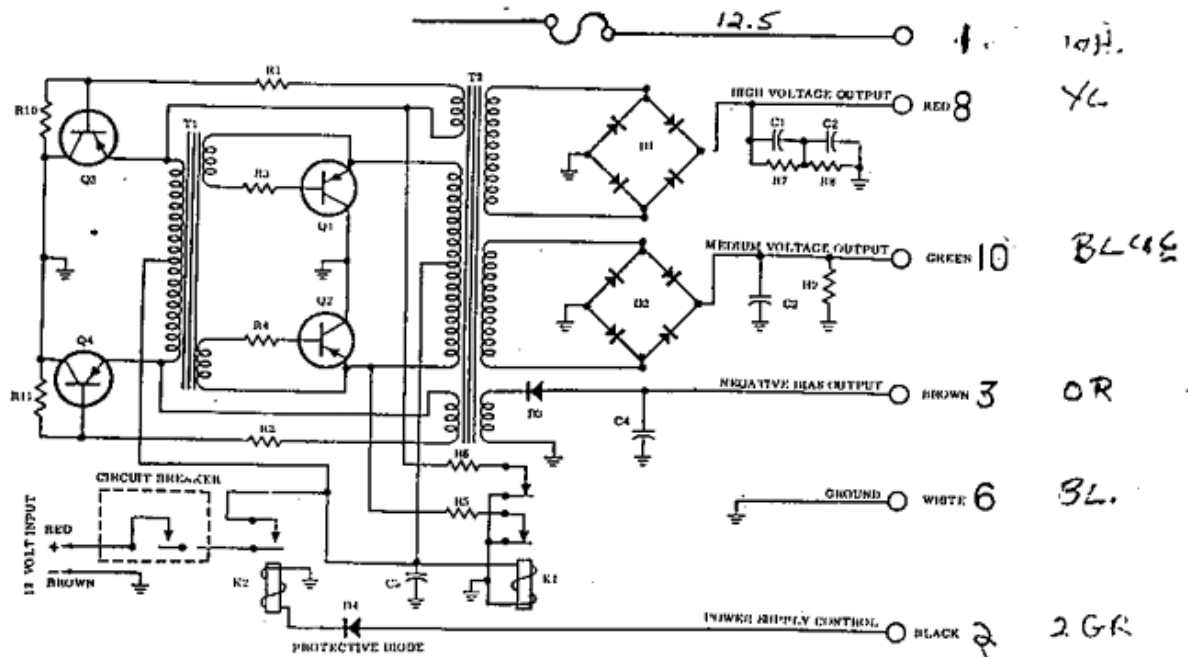 12.5
1.
R1
T2
HIGH VOLTAGE OUTPUT
RED 8
R10
T1
C1
C2
D1
R7
R8
Q3
R3
Q1
MEDIUM VOLTAGE OUTPUT
GREEN 10
BLUE
Q2
D2
C3
R9
Q4
R4
NEGATIVE BIAS OUTPUT
BROWN 3
OR
R11
R2
D3
C4
R6
CIRCUIT BREAKER
R5
GROUND
WHITE 6
BL.
12 VOLT INPUT
RED
+
-
BROWN
K2
K1
D4
POWER SUPPLY CONTROL
BLACK 2
2 GR
PROTECTIVE DIODE